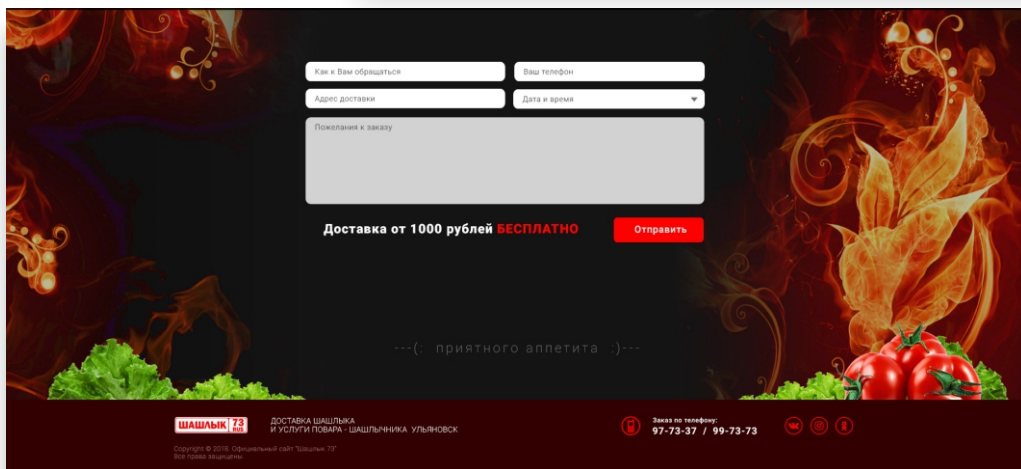 Как к Вам обращаться
Ваш телефон
Адрес доставки
Дата и время
Пожелания к заказу
Доставка от 1000 рублей БЕСПЛАТНО
Отправить
---(: приятного аппетита :)---
ШАШЛЫК 73 RUS
ДОСТАВКА ШАШЛЫКА
И УСЛУГИ ПОВАРА - ШАШЛЫЧНИКА УЛЬЯНОВСК
Заказ по телефону:
97-73-37 / 99-73-73
Copyright © 2018. Официальный сайт "Шашлык 73"
Все права защищены.